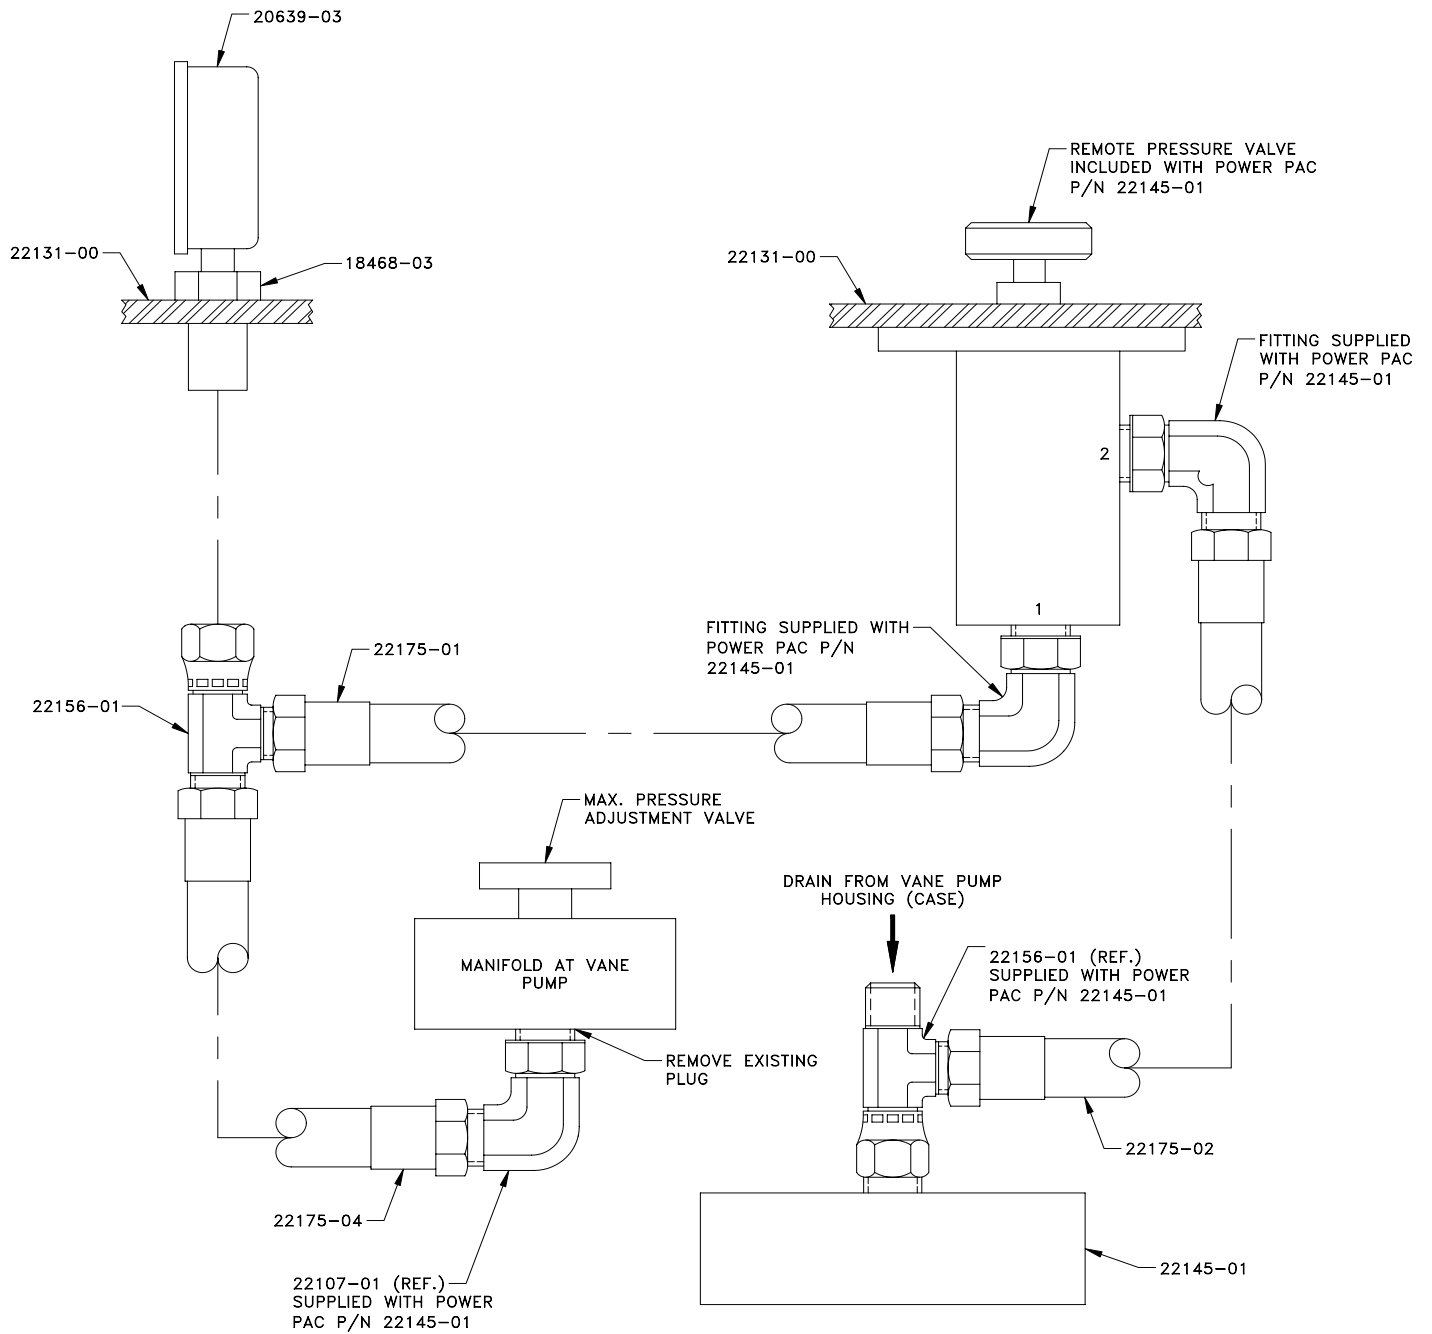 20639-03
REMOTE PRESSURE VALVE
INCLUDED WITH POWER PAC
P/N 22145-01
22131-00
18468-03
22131-00
FITTING SUPPLIED
WITH POWER PAC
P/N 22145-01
2
1
FITTING SUPPLIED WITH
POWER PAC P/N
22145-01
22175-01
22156-01
MAX. PRESSURE
ADJUSTMENT VALVE
DRAIN FROM VANE PUMP
HOUSING (CASE)
MANIFOLD AT VANE
PUMP
22156-01 (REF.)
SUPPLIED WITH POWER
PAC P/N 22145-01
REMOVE EXISTING
PLUG
22175-02
22175-04
22145-01
22107-01 (REF.)
SUPPLIED WITH POWER
PAC P/N 22145-01